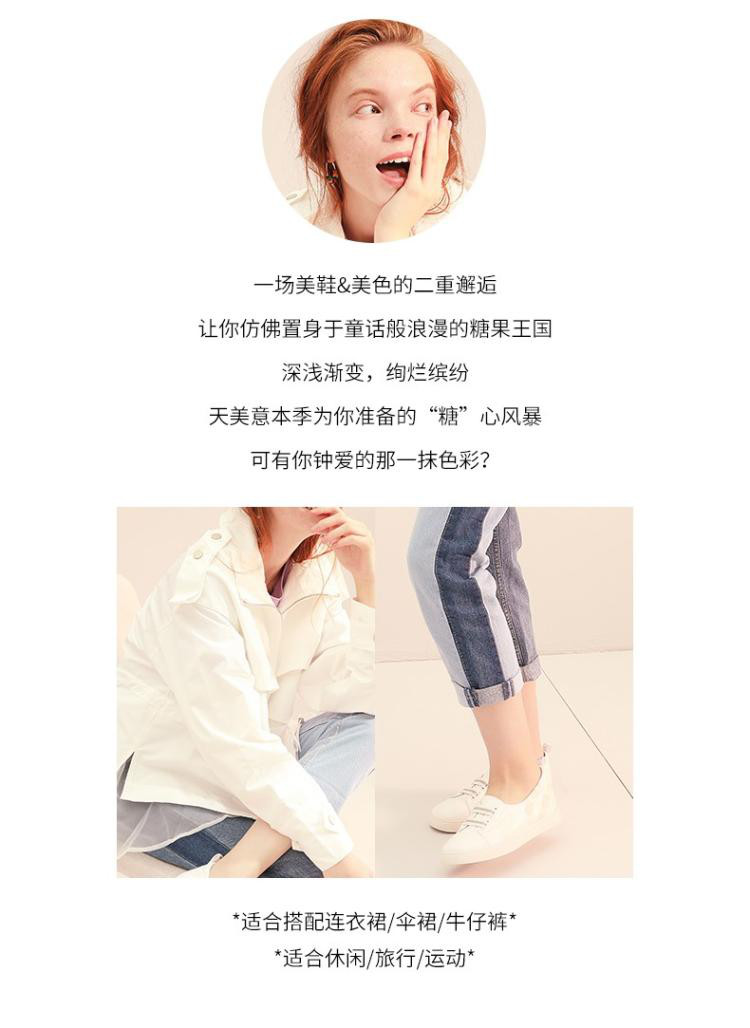 一场美鞋&美色的二重邂逅
让你仿佛置身于童话般浪漫的糖果王国
深浅渐变，绚烂缤纷
天美意本季为你准备的“糖”心风暴
可有你钟爱的那一抹色彩？
*适合搭配连衣裙/伞裙/牛仔裤*
*适合休闲/旅行/运动*